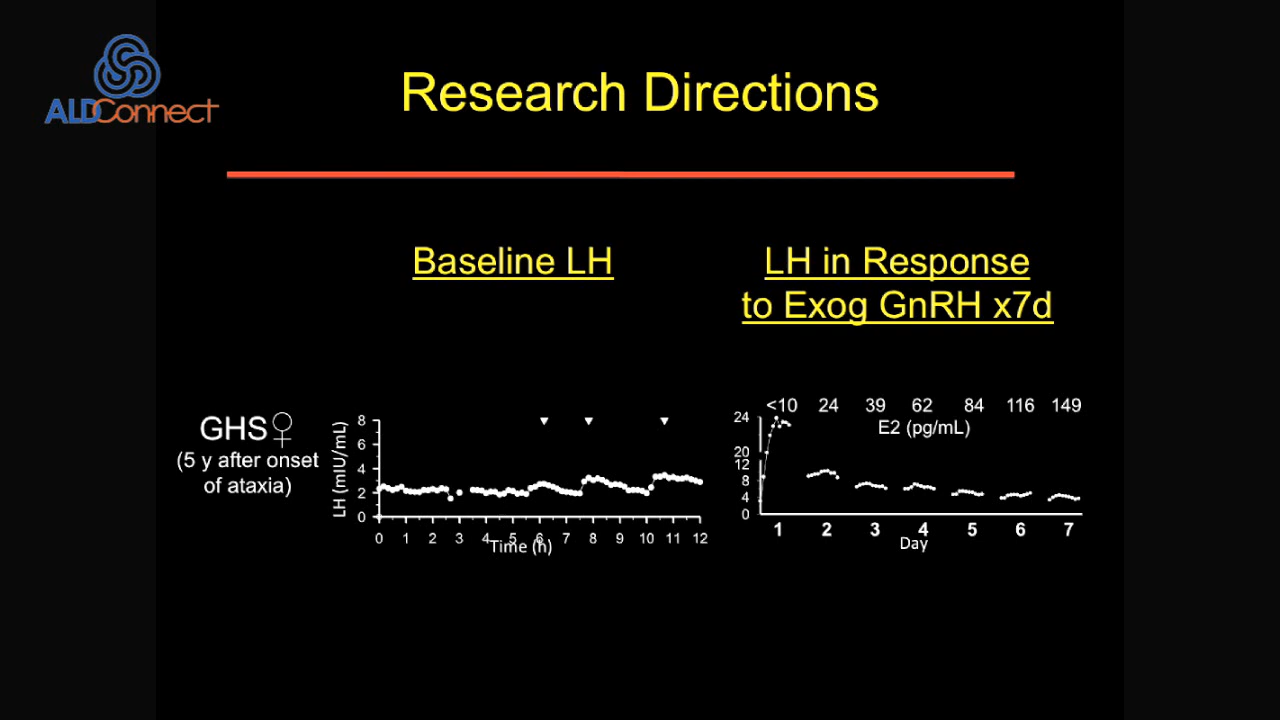 ALDConnect
Research Directions
Baseline LH
LH in Response
to Exog GnRH x7d
GHS♀
(5 y after onset
of ataxia)
LH (mIU/mL)
8
6
4
2
0
0 1 2 3 4 5 6 7 8 9 10 11 12
Time (h)
<10 24 39 62 84 116 149
E2 (pg/mL)
24
20
12
8
4
0
1 2 3 4 5 6 7
Day